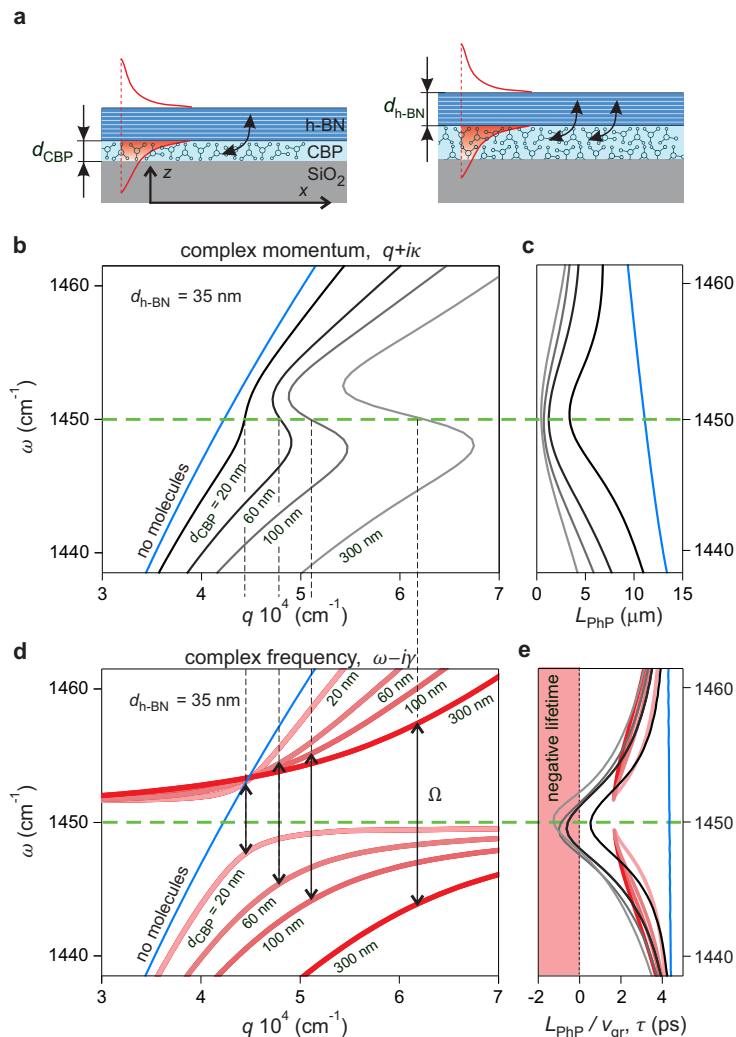 a
h-BN
d_CBP
CBP
SiO₂
z
x
d_h-BN
b
complex momentum, q+iκ
c
d_h-BN = 35 nm
1460
1450
1440
ω (cm⁻¹)
no molecules
d_CBP = 20 nm
60 nm
100 nm
300 nm
3
4
5
6
7
q 10⁴ (cm⁻¹)
1460
1450
1440
ω (cm⁻¹)
0
5
10
15
L_PhP (μm)
d
complex frequency, ω−iγ
e
d_h-BN = 35 nm
20 nm
60 nm
100 nm
300 nm
1460
1450
1440
ω (cm⁻¹)
Ω
no molecules
d_CBP = 20 nm
60 nm
100 nm
300 nm
3
4
5
6
7
q 10⁴ (cm⁻¹)
negative lifetime
1460
1450
1440
-2
0
2
4
L_PhP / v_gr, τ (ps)